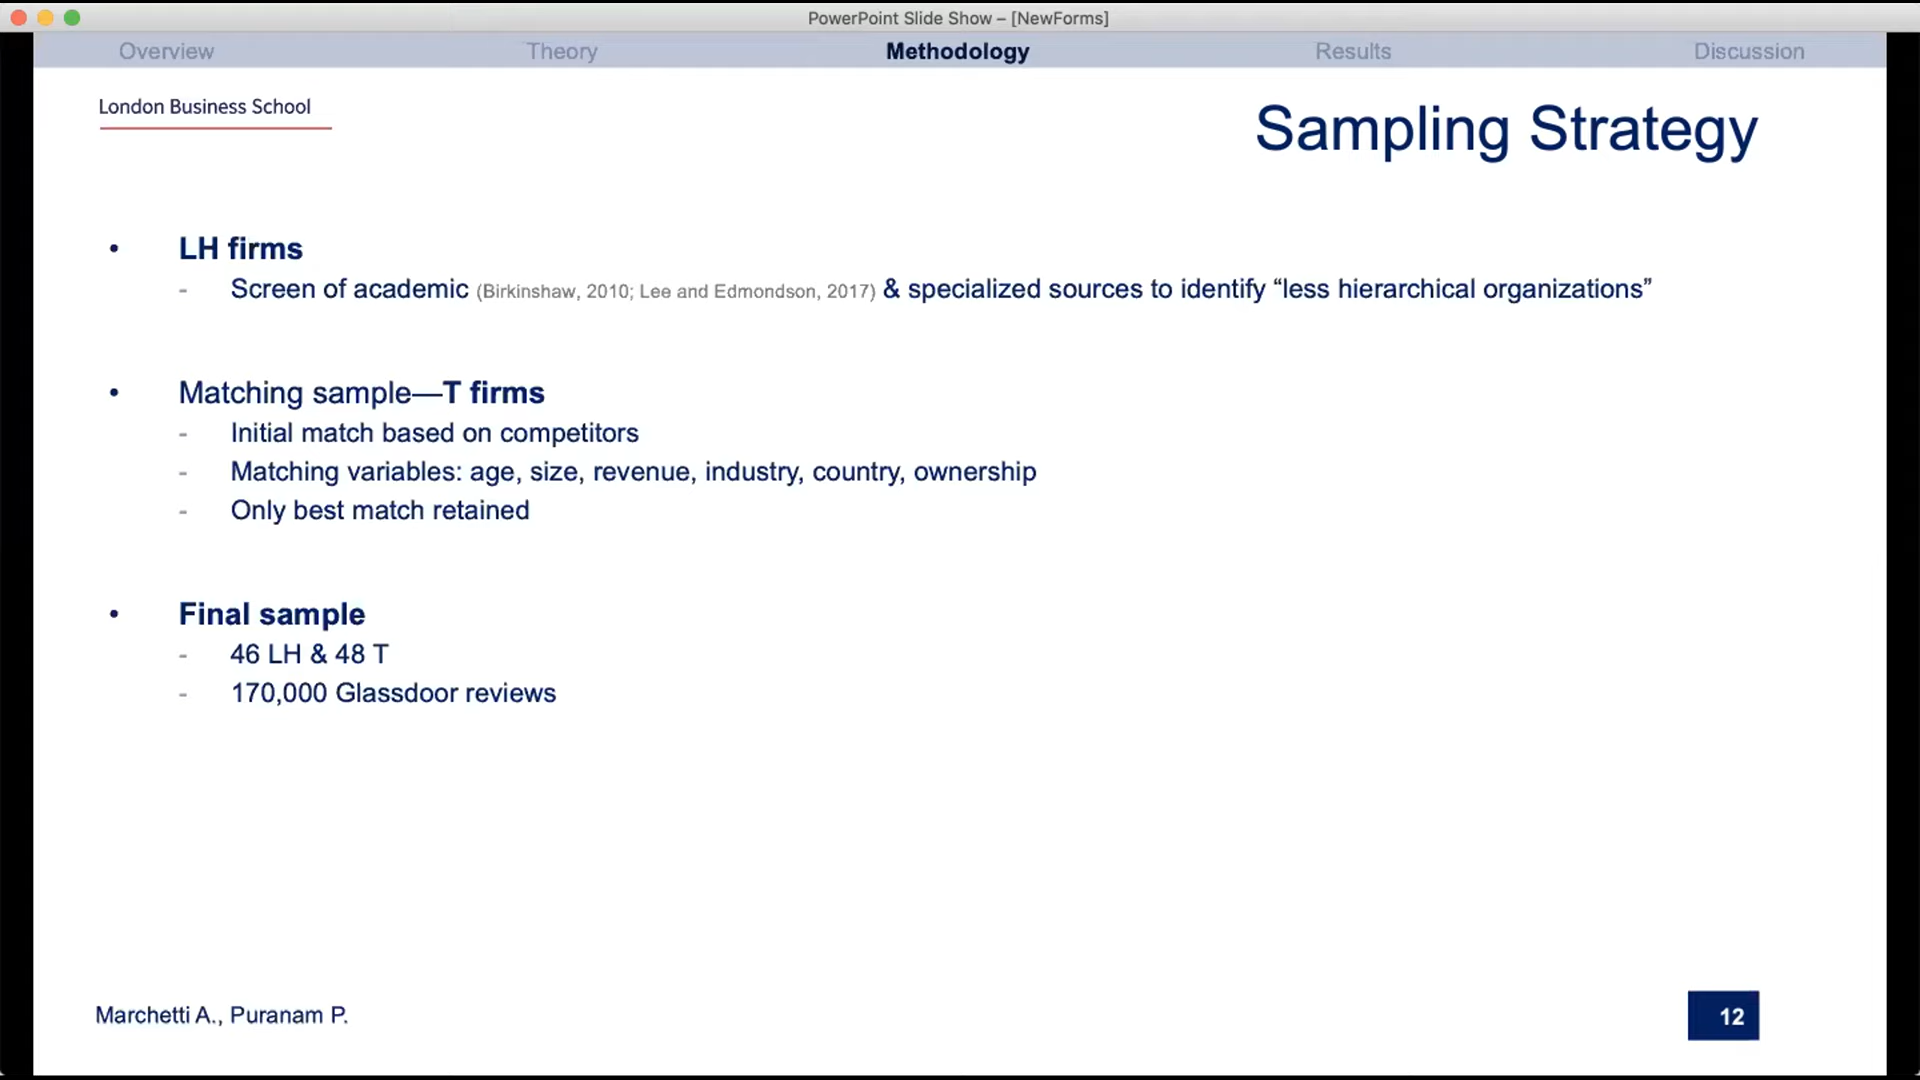 PowerPoint Slide Show – [NewForms]
Overview Theory Methodology Results Discussion
London Business School
Sampling Strategy
• LH firms
- Screen of academic (Birkinshaw, 2010; Lee and Edmondson, 2017) & specialized sources to identify “less hierarchical organizations”
• Matching sample—T firms
- Initial match based on competitors
- Matching variables: age, size, revenue, industry, country, ownership
- Only best match retained
• Final sample
- 46 LH & 48 T
- 170,000 Glassdoor reviews
Marchetti A., Puranam P.
12